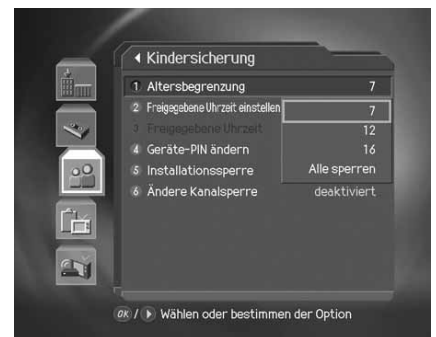 Kindersicherung
1 Altersbegrenzung 7
2 Freigegebene Uhrzeit einstellen 7
3 Freigegebene Uhrzeit 12
4 Geräte-PIN ändern 16
5 Installationssperre Alle sperren
6 Ändere Kanalsperre deaktiviert
OK / Wählen oder bestimmen der Option